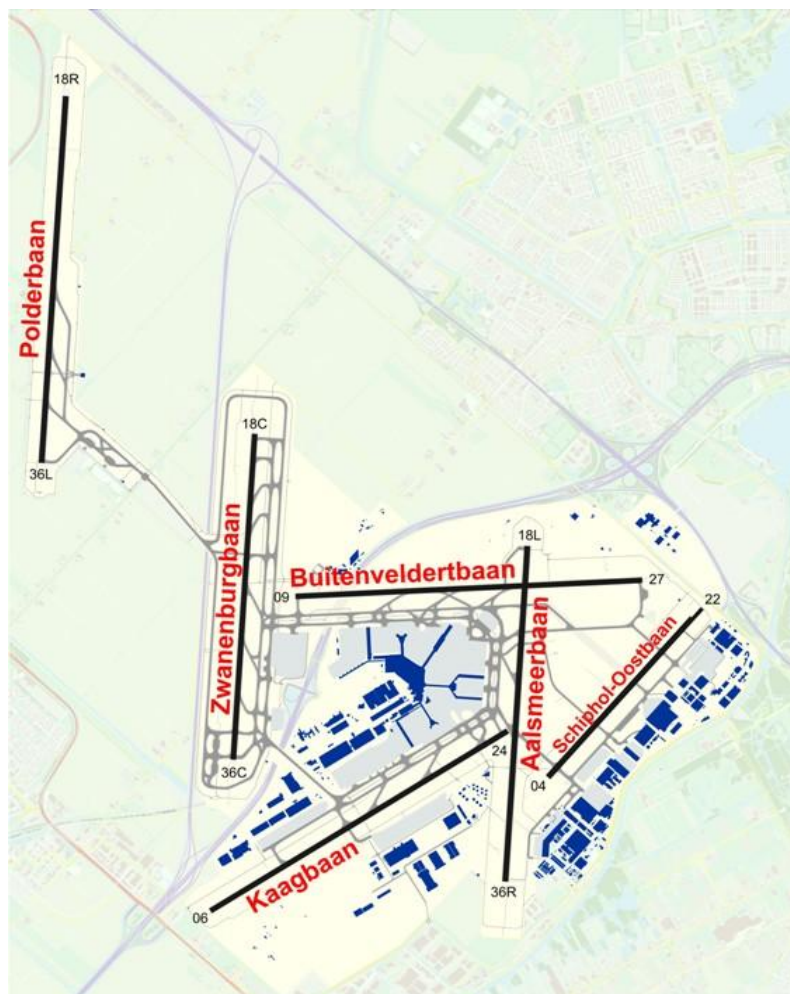 18R
Polderbaan
36L
18C
Zwanenburgbaan
36C
18L
Buitenveldertbaan
09
27
22
Aalsmeerbaan
Schiphol-Oostbaan
24
04
Kaagbaan
36R
06